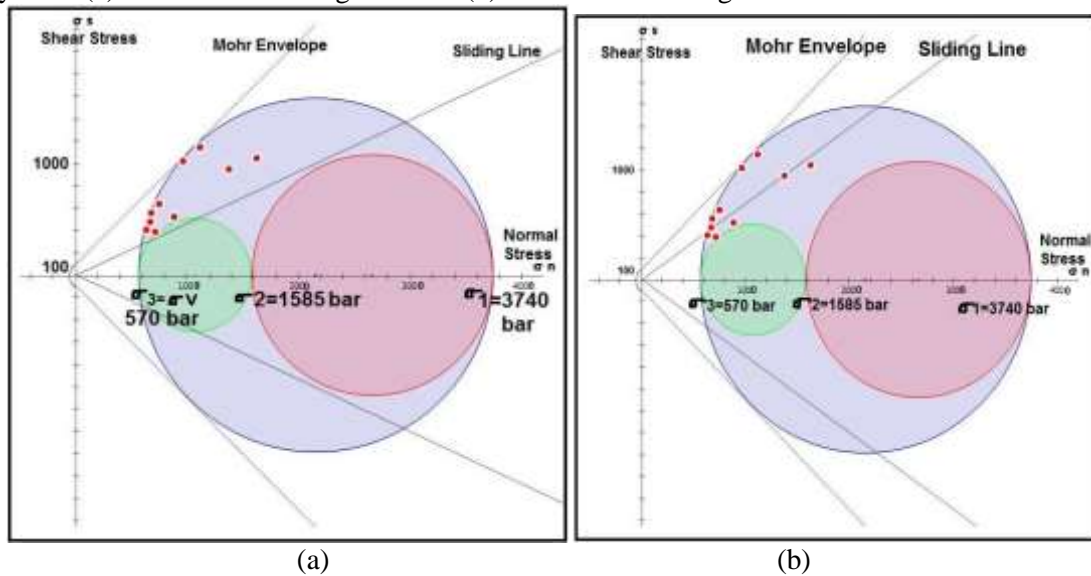 σ s
Shear Stress
Mohr Envelope
Sliding Line
1000
100
Normal
Stress
σ n
1000
2000
3000
4000
σ3=σV
570 bar
σ2=1585 bar
σ1=3740
bar
(a)
σ s
Shear Stress
Mohr Envelope
Sliding Line
1000
100
Normal
Stress
σ n
1000
2000
3000
4000
σ3=570 bar
σ2=1585 bar
σ1=3740 bar
(b)